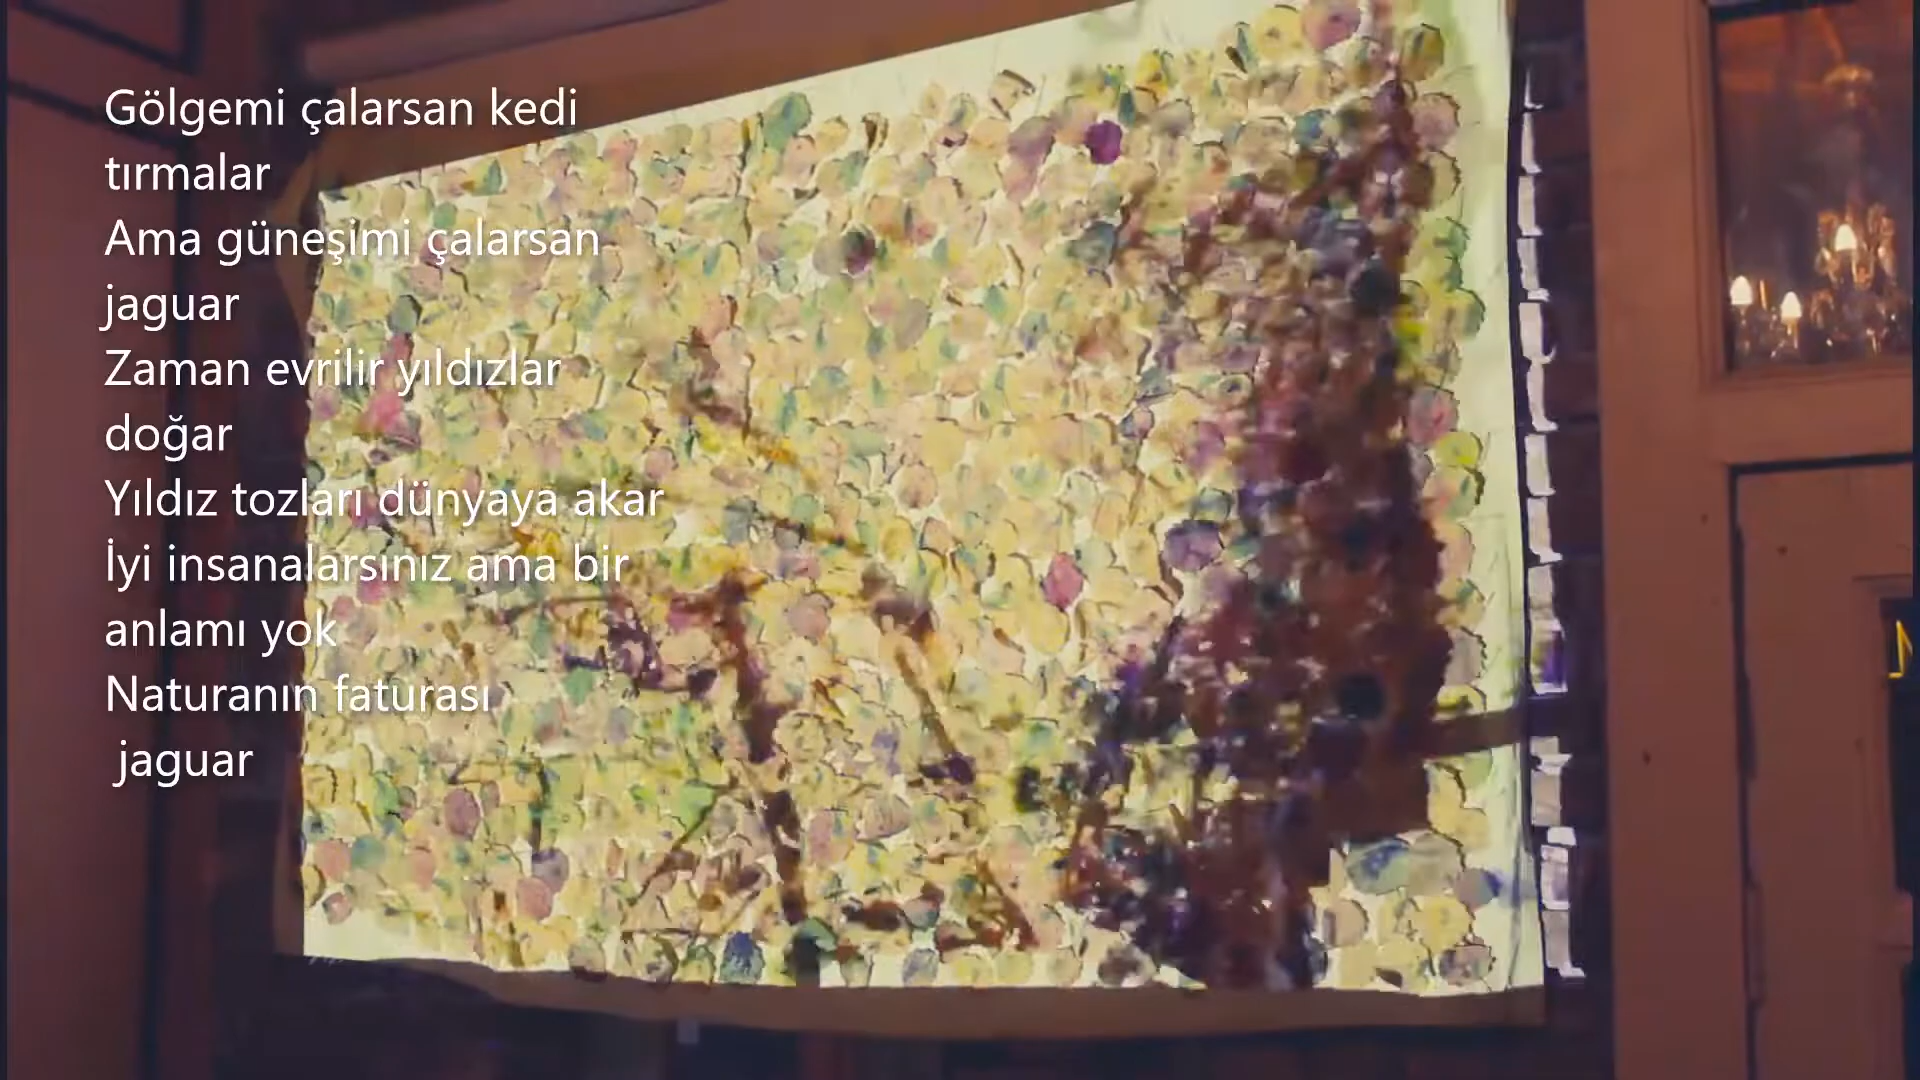 Gölgemi çalarsan kedi
tırmalar
Ama güneşimi çalarsan
jaguar
Zaman evrilir yıldızlar
doğar
Yıldız tozları dünyaya akar
İyi insanalarsınız ama bir
anlamı yok
Naturanın faturası
jaguar